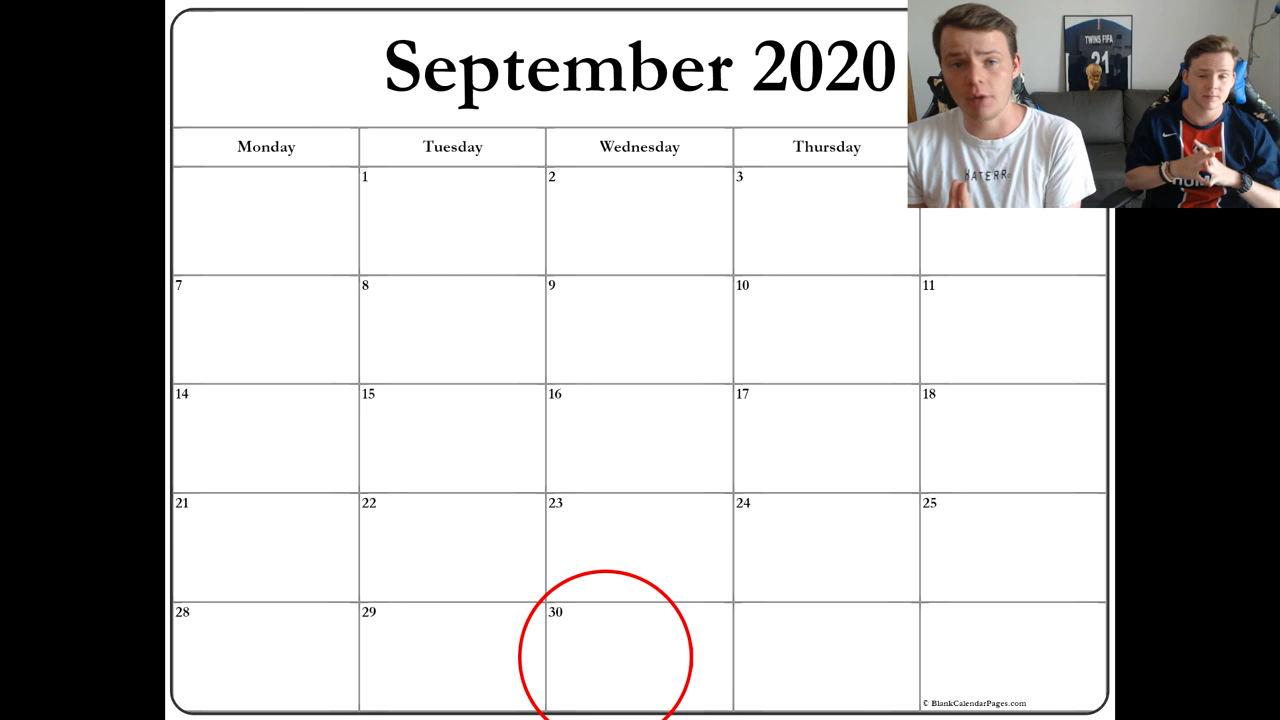 September 2020
TWINS FIFA
21
Monday Tuesday Wednesday Thursday
HATERR
1 2 3
7 8 9 10 11
14 15 16 17 18
21 22 23 24 25
28 29 30
© BlankCalendarPages.com